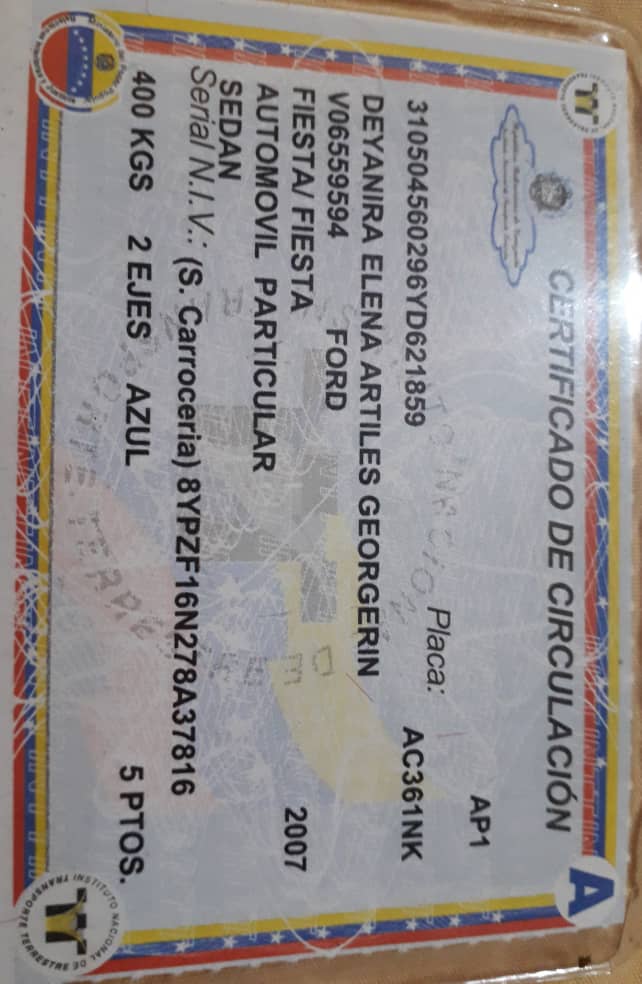 CERTIFICADO DE CIRCULACIÓN
A
AP1
310504560296YD621859 Placa: AC361NK
DEYANIRA ELENA ARTILES GEORGERIN
V06559594 FORD
FIESTA/ FIESTA 2007
AUTOMOVIL PARTICULAR
SEDAN
Serial N.I.V.: (S. Carroceria) 8YPZF16N278A37816
400 KGS 2 EJES AZUL 5 PTOS.
INSTITUTO NACIONAL DE TRANSPORTE TERRESTRE